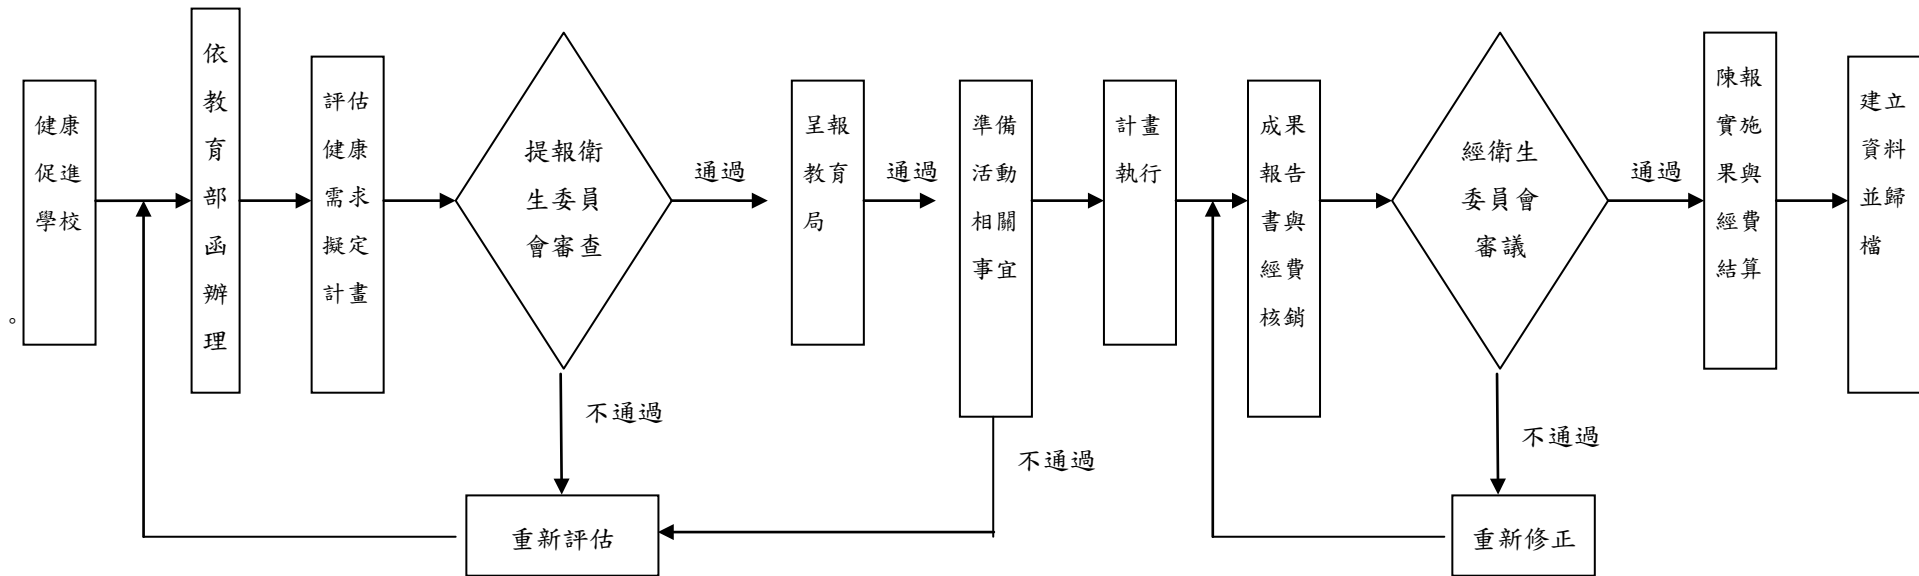 健康
促進
學校
。
依
教
育
部
函
辦
理
評估
健康
需求
擬定
計畫
提報衛
生委員
會審查
通過
不通過
重新評估
呈報
教育
局
通過
準備
活動
相關
事宜
不通過
計畫
執行
成果
報告
書與
經費
核銷
經衛生
委員會
審議
通過
不通過
重新修正
陳報
實施
果與
經費
結算
建立
資料
並歸
檔